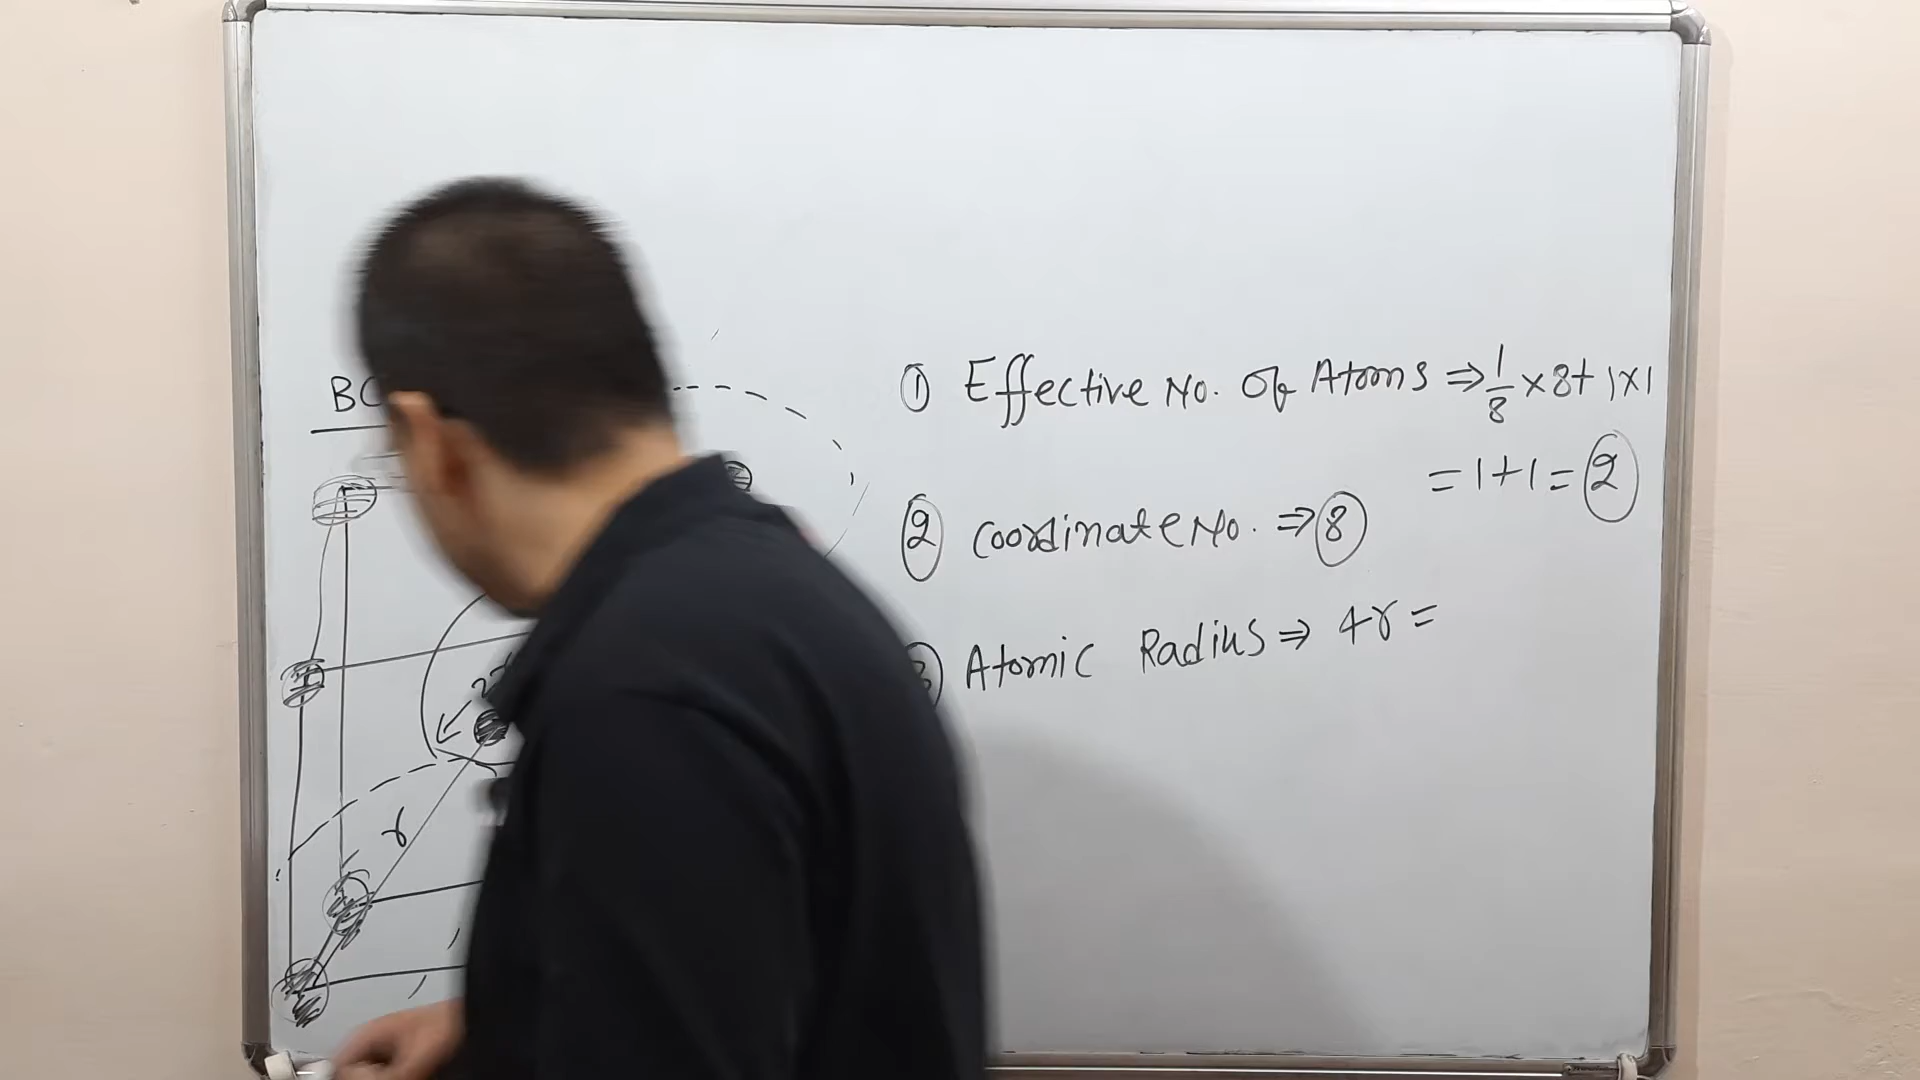 BC
① Effective No. Of Atoms ⇒ 1/8 × 8 + 1×1
= 1+1 = ②
② Coordinate No. ⇒ ⑧
③ Atomic Radius ⇒ 4r =
r